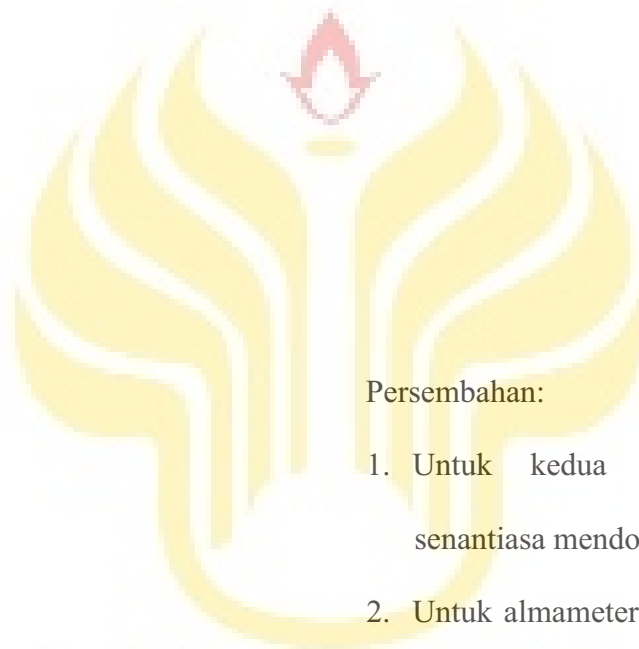 Persembahan:
1. Untuk kedua
senantiasa mendo
2. Untuk almameter